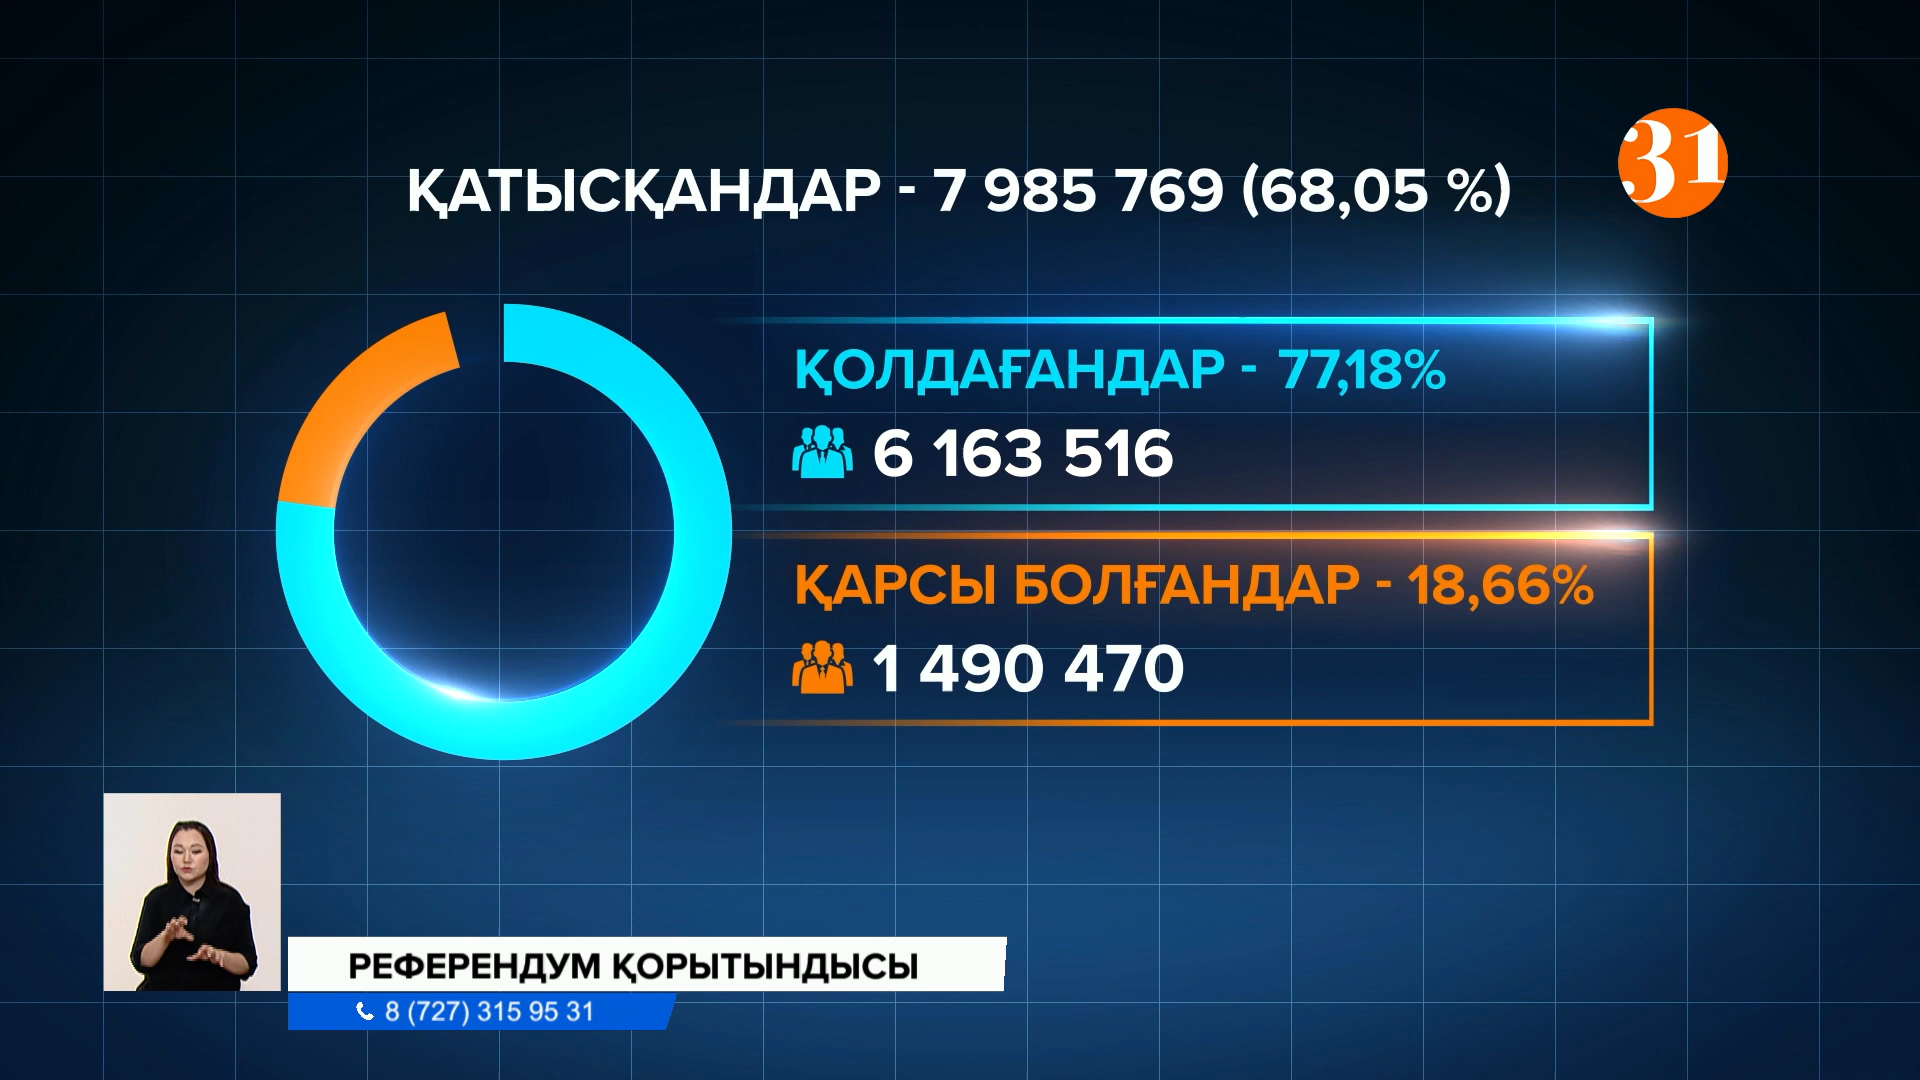 31
ҚАТЫСҚАНДАР - 7 985 769 (68,05 %)
ҚОЛДАҒАНДАР - 77,18%
6 163 516
ҚАРСЫ БОЛҒАНДАР - 18,66%
1 490 470
РЕФЕРЕНДУМ ҚОРЫТЫНДЫСЫ
8 (727) 315 95 31